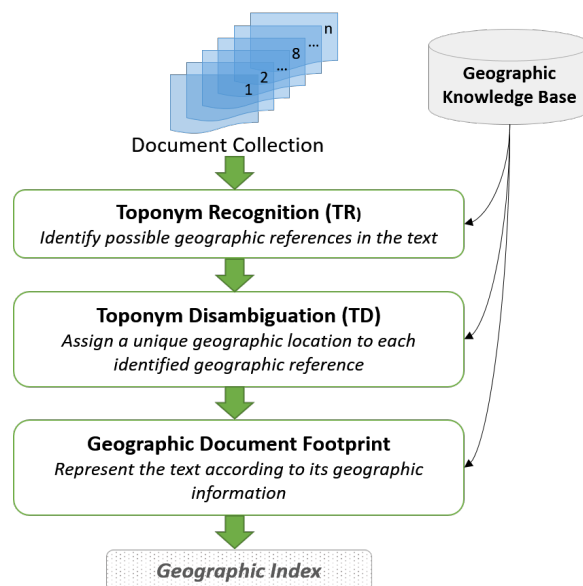 n
...
8
...
2
1
Document Collection
Geographic
Knowledge Base
Toponym Recognition (TR)
Identify possible geographic references in the text
Toponym Disambiguation (TD)
Assign a unique geographic location to each
identified geographic reference
Geographic Document Footprint
Represent the text according to its geographic
information
Geographic Index